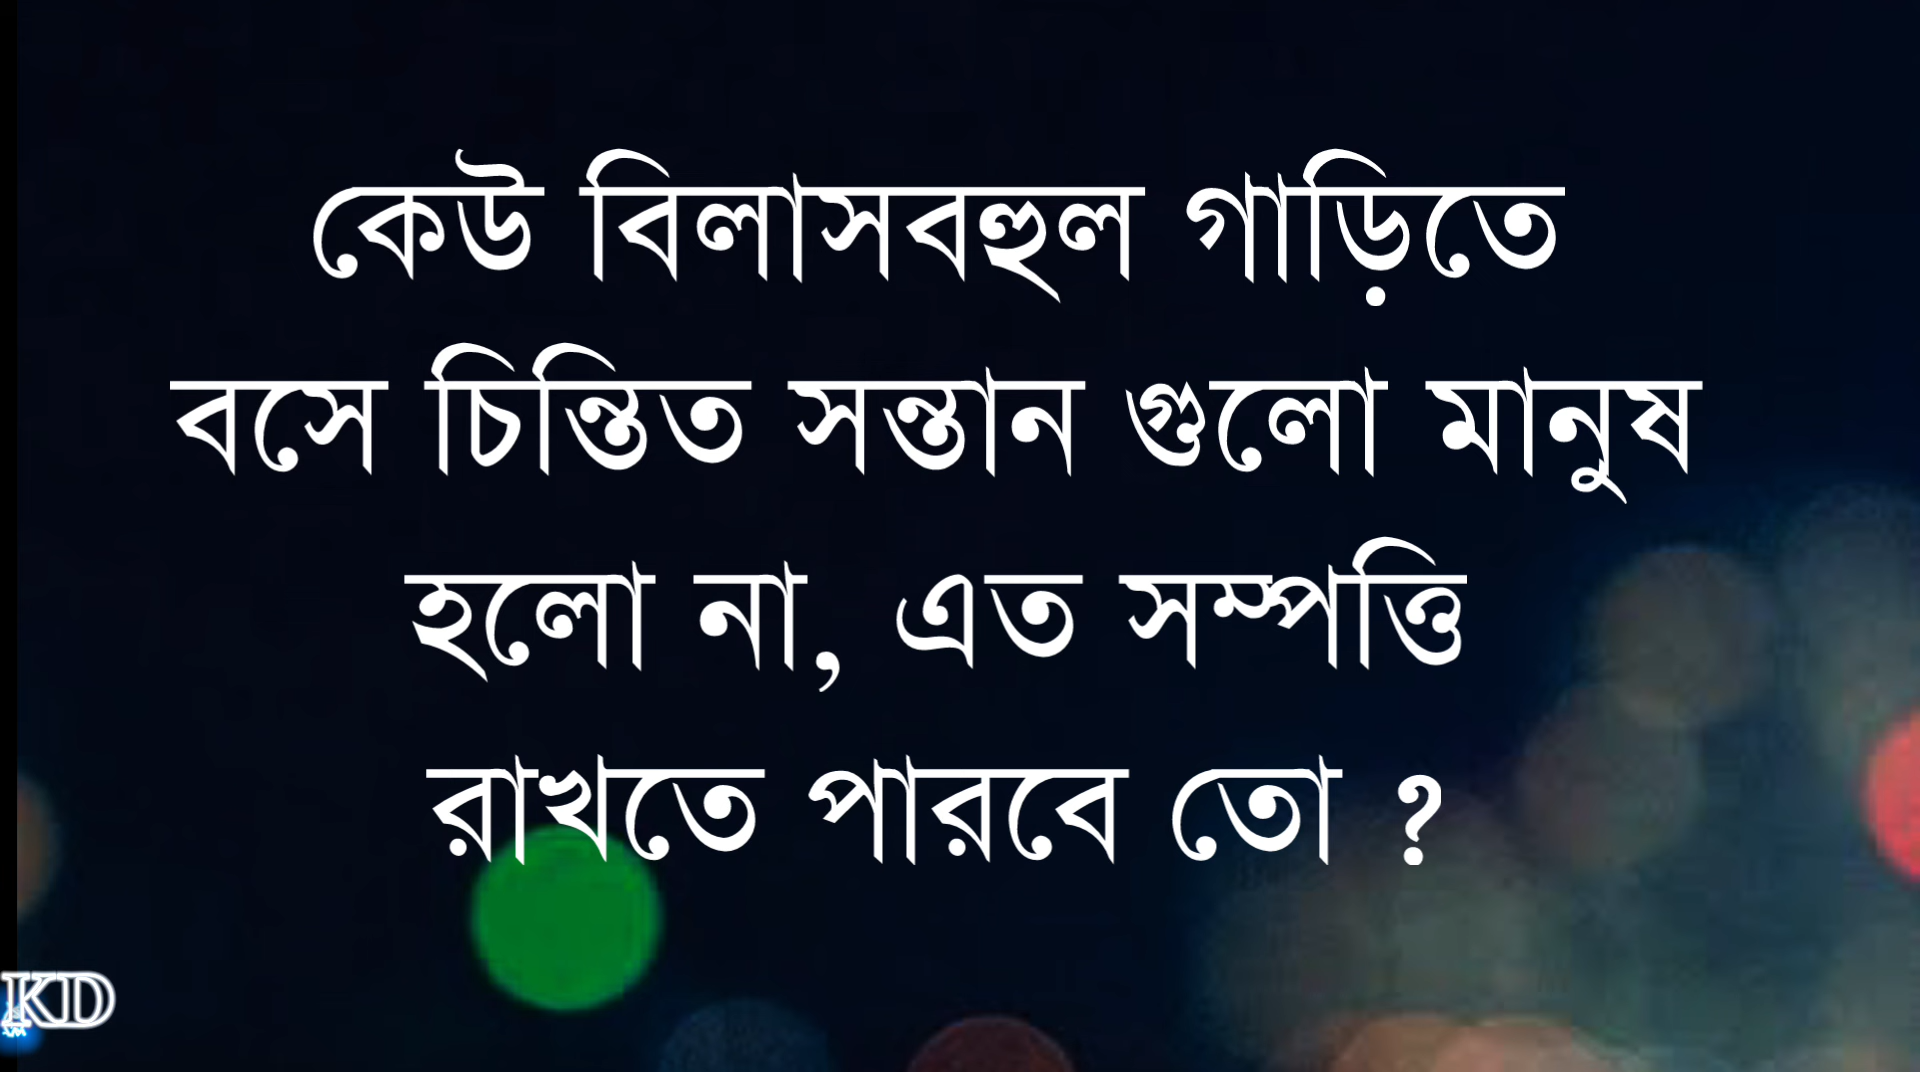 কেউ বিলাসবহুল গাড়িতে
বসে চিন্তিত সন্তান গুলো মানুষ
হলো না, এত সম্পত্তি
রাখতে পারবে তো ?
KD